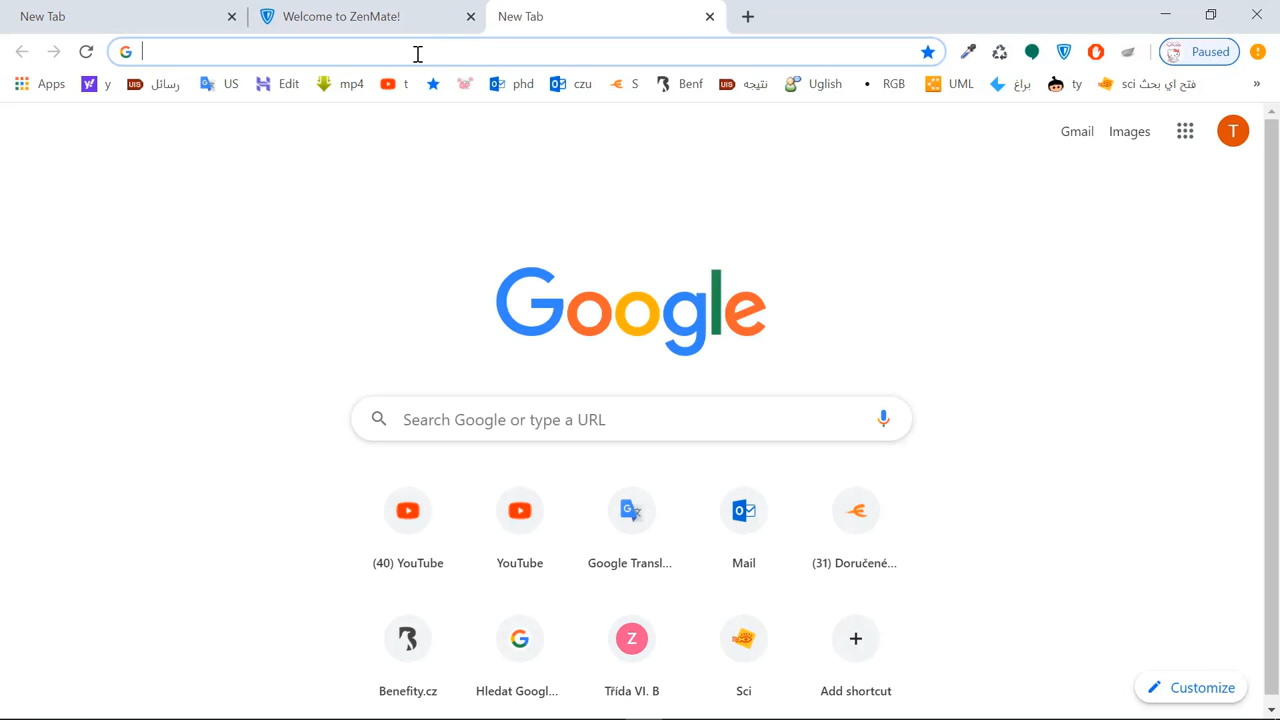 New Tab
Welcome to ZenMate!
New Tab
Paused
Apps
y
رسائل
US
Edit
mp4
t
phd
czu
S
Benf
نتيجه
Uglish
RGB
UML
براغ
ty
فتح اي بحث sci
»
Gmail
Images
T
Google
Search Google or type a URL
(40) YouTube
YouTube
Google Transl...
Mail
(31) Doručené...
Z
Benefity.cz
Hledat Googl...
Třída VI. B
Sci
Add shortcut
Customize